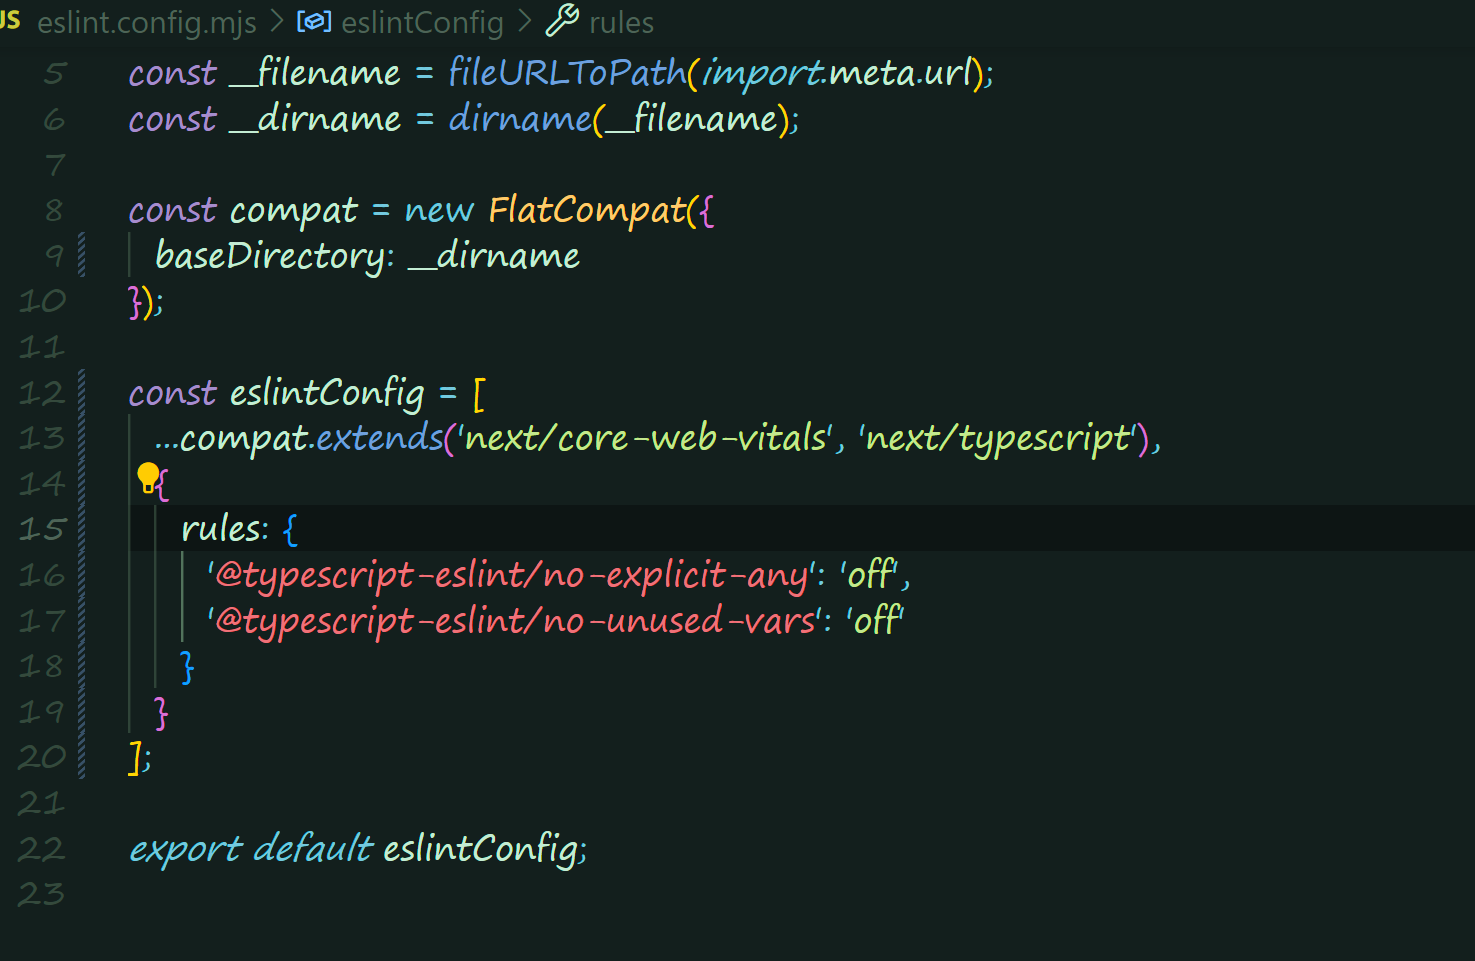 JS eslint.config.mjs > eslintConfig > rules
5 const __filename = fileURLToPath(import.meta.url);
6 const __dirname = dirname(__filename);
7
8 const compat = new FlatCompat({
9 baseDirectory: __dirname
10 });
11
12 const eslintConfig = [
13 ...compat.extends('next/core-web-vitals', 'next/typescript'),
14 {
15 rules: {
16 '@typescript-eslint/no-explicit-any': 'off',
17 '@typescript-eslint/no-unused-vars': 'off'
18 }
19 }
20 ];
21
22 export default eslintConfig;
23